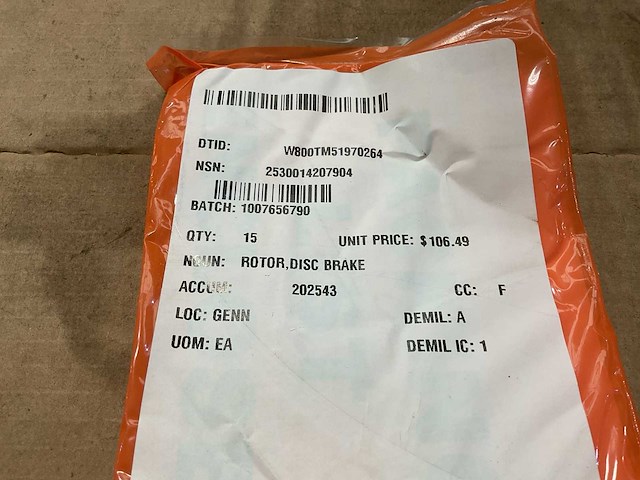 DTID: W800TM51970264
NSN: 2530014207904
BATCH: 1007656790
QTY: 15 UNIT PRICE: $106.49
NOUN: ROTOR,DISC BRAKE
ACCUM: 202543 CC: F
LOC: GENN DEMIL: A
UOM: EA DEMIL IC: 1